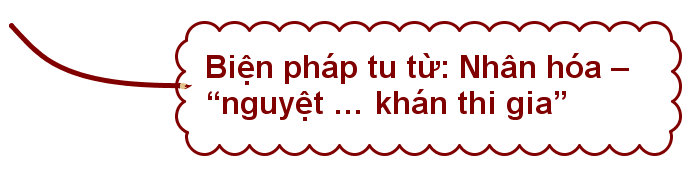 Biện pháp tu từ: Nhân hóa –
“nguyệt ... khán thi gia”